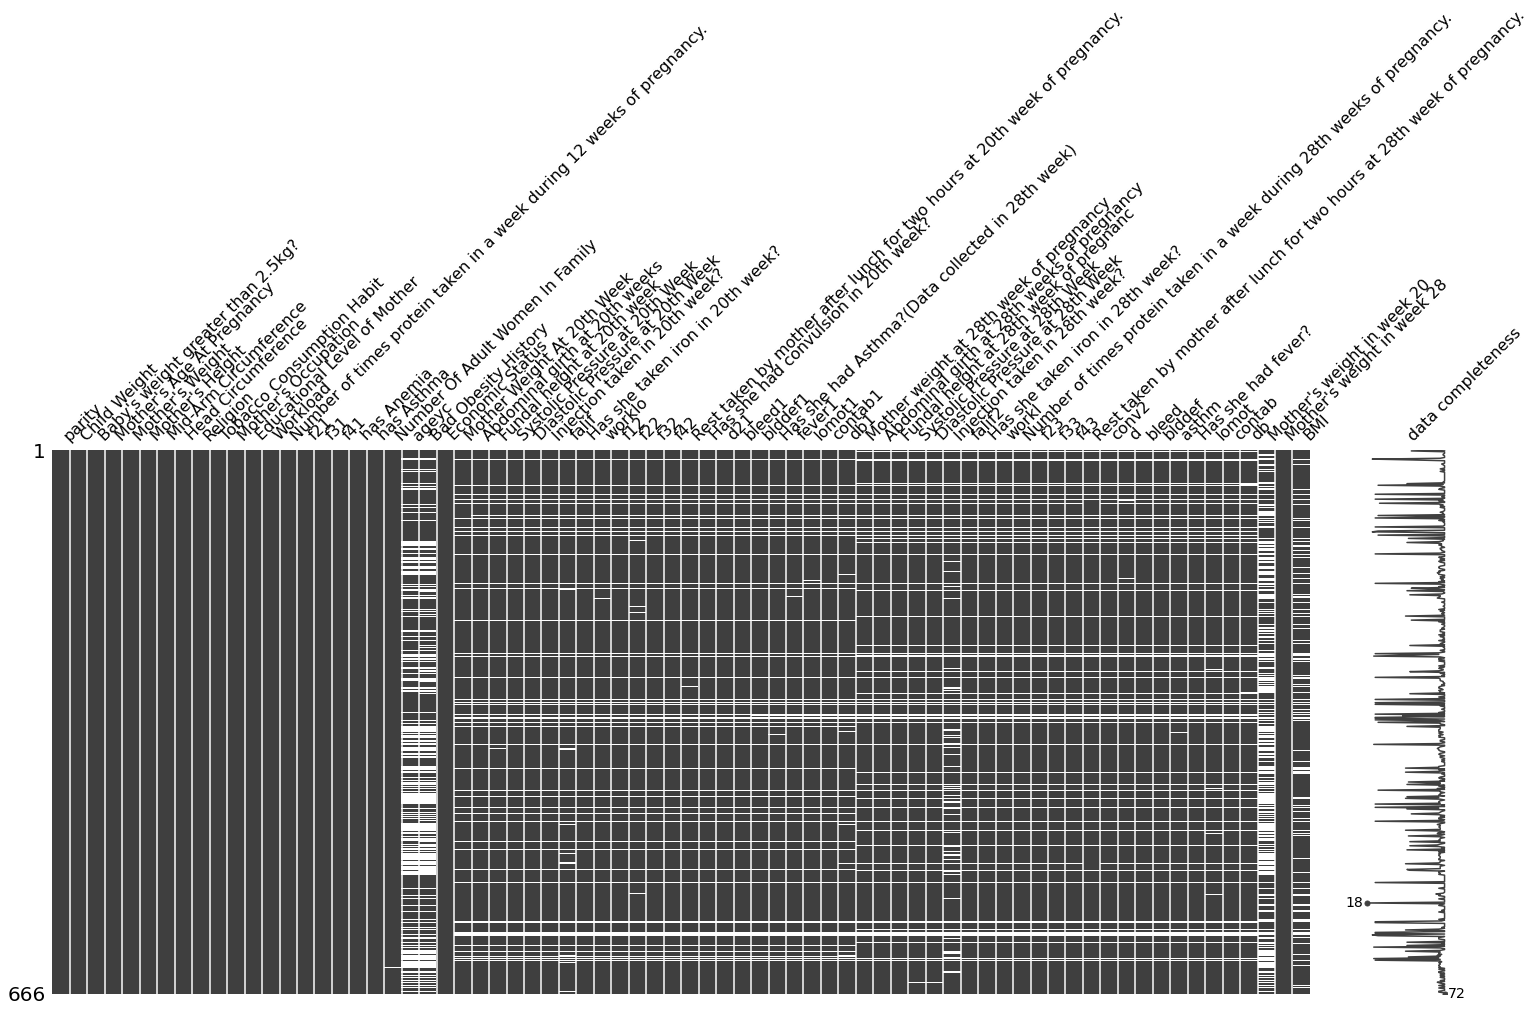 parity
Child Weight
Baby's weight greater than 2.5kg?
Mother's Age At Pregnancy
Mother's Weight
Mother's Height
Mid Arm Circumference
Head Circumference
Religion
Tobacco Consumption Habit
Mother's Occupation
Educational Level of Mother
Workload
Number of times protein taken in a week during 12 weeks of pregnancy.
f21
f31
f41
has Anemia
has Asthma
Number Of Adult Women In Family
Obesity History
Economic Status
Mother Weight At 20th Week
Abdominal girth at 20th weeks
Fundal height at 20th week
Systolic Pressure at 20th Week
Diastolic Pressure at 20th Week
Injection taken in 20th week?
fallf
Has she taken iron in 20th week?
worklo
f12
f22
f32
f42
Rest taken by mother after lunch for two hours at 20th week of pregnancy.
Has she had convulsion in 20th week?
d21
bleed1
blddef1
Has she had Asthma?(Data collected in 28th week)
fever1
lomot1
contab1
db1
Mother weight at 28th week of pregnancy
Abdominal girth at 28th weeks of pregnancy
Fundal height at 28th week of pregnanc
Systolic Pressure at 28th Week
Diastolic Pressure at 28th Week
Injection taken in 28th week?
fallf2
Has she taken iron in 28th week?
workl
Number of times protein taken in a week during 28th weeks of pregnancy.
f23
f33
f43
Rest taken by mother after lunch for two hours at 28th week of pregnancy.
conv2
d
bleed
blddef
asthm
Has she had fever?
lomot
contab
db
Mother's weight in week 20
Mother's weight in week 28
BMI
data completeness
1
18
666
72